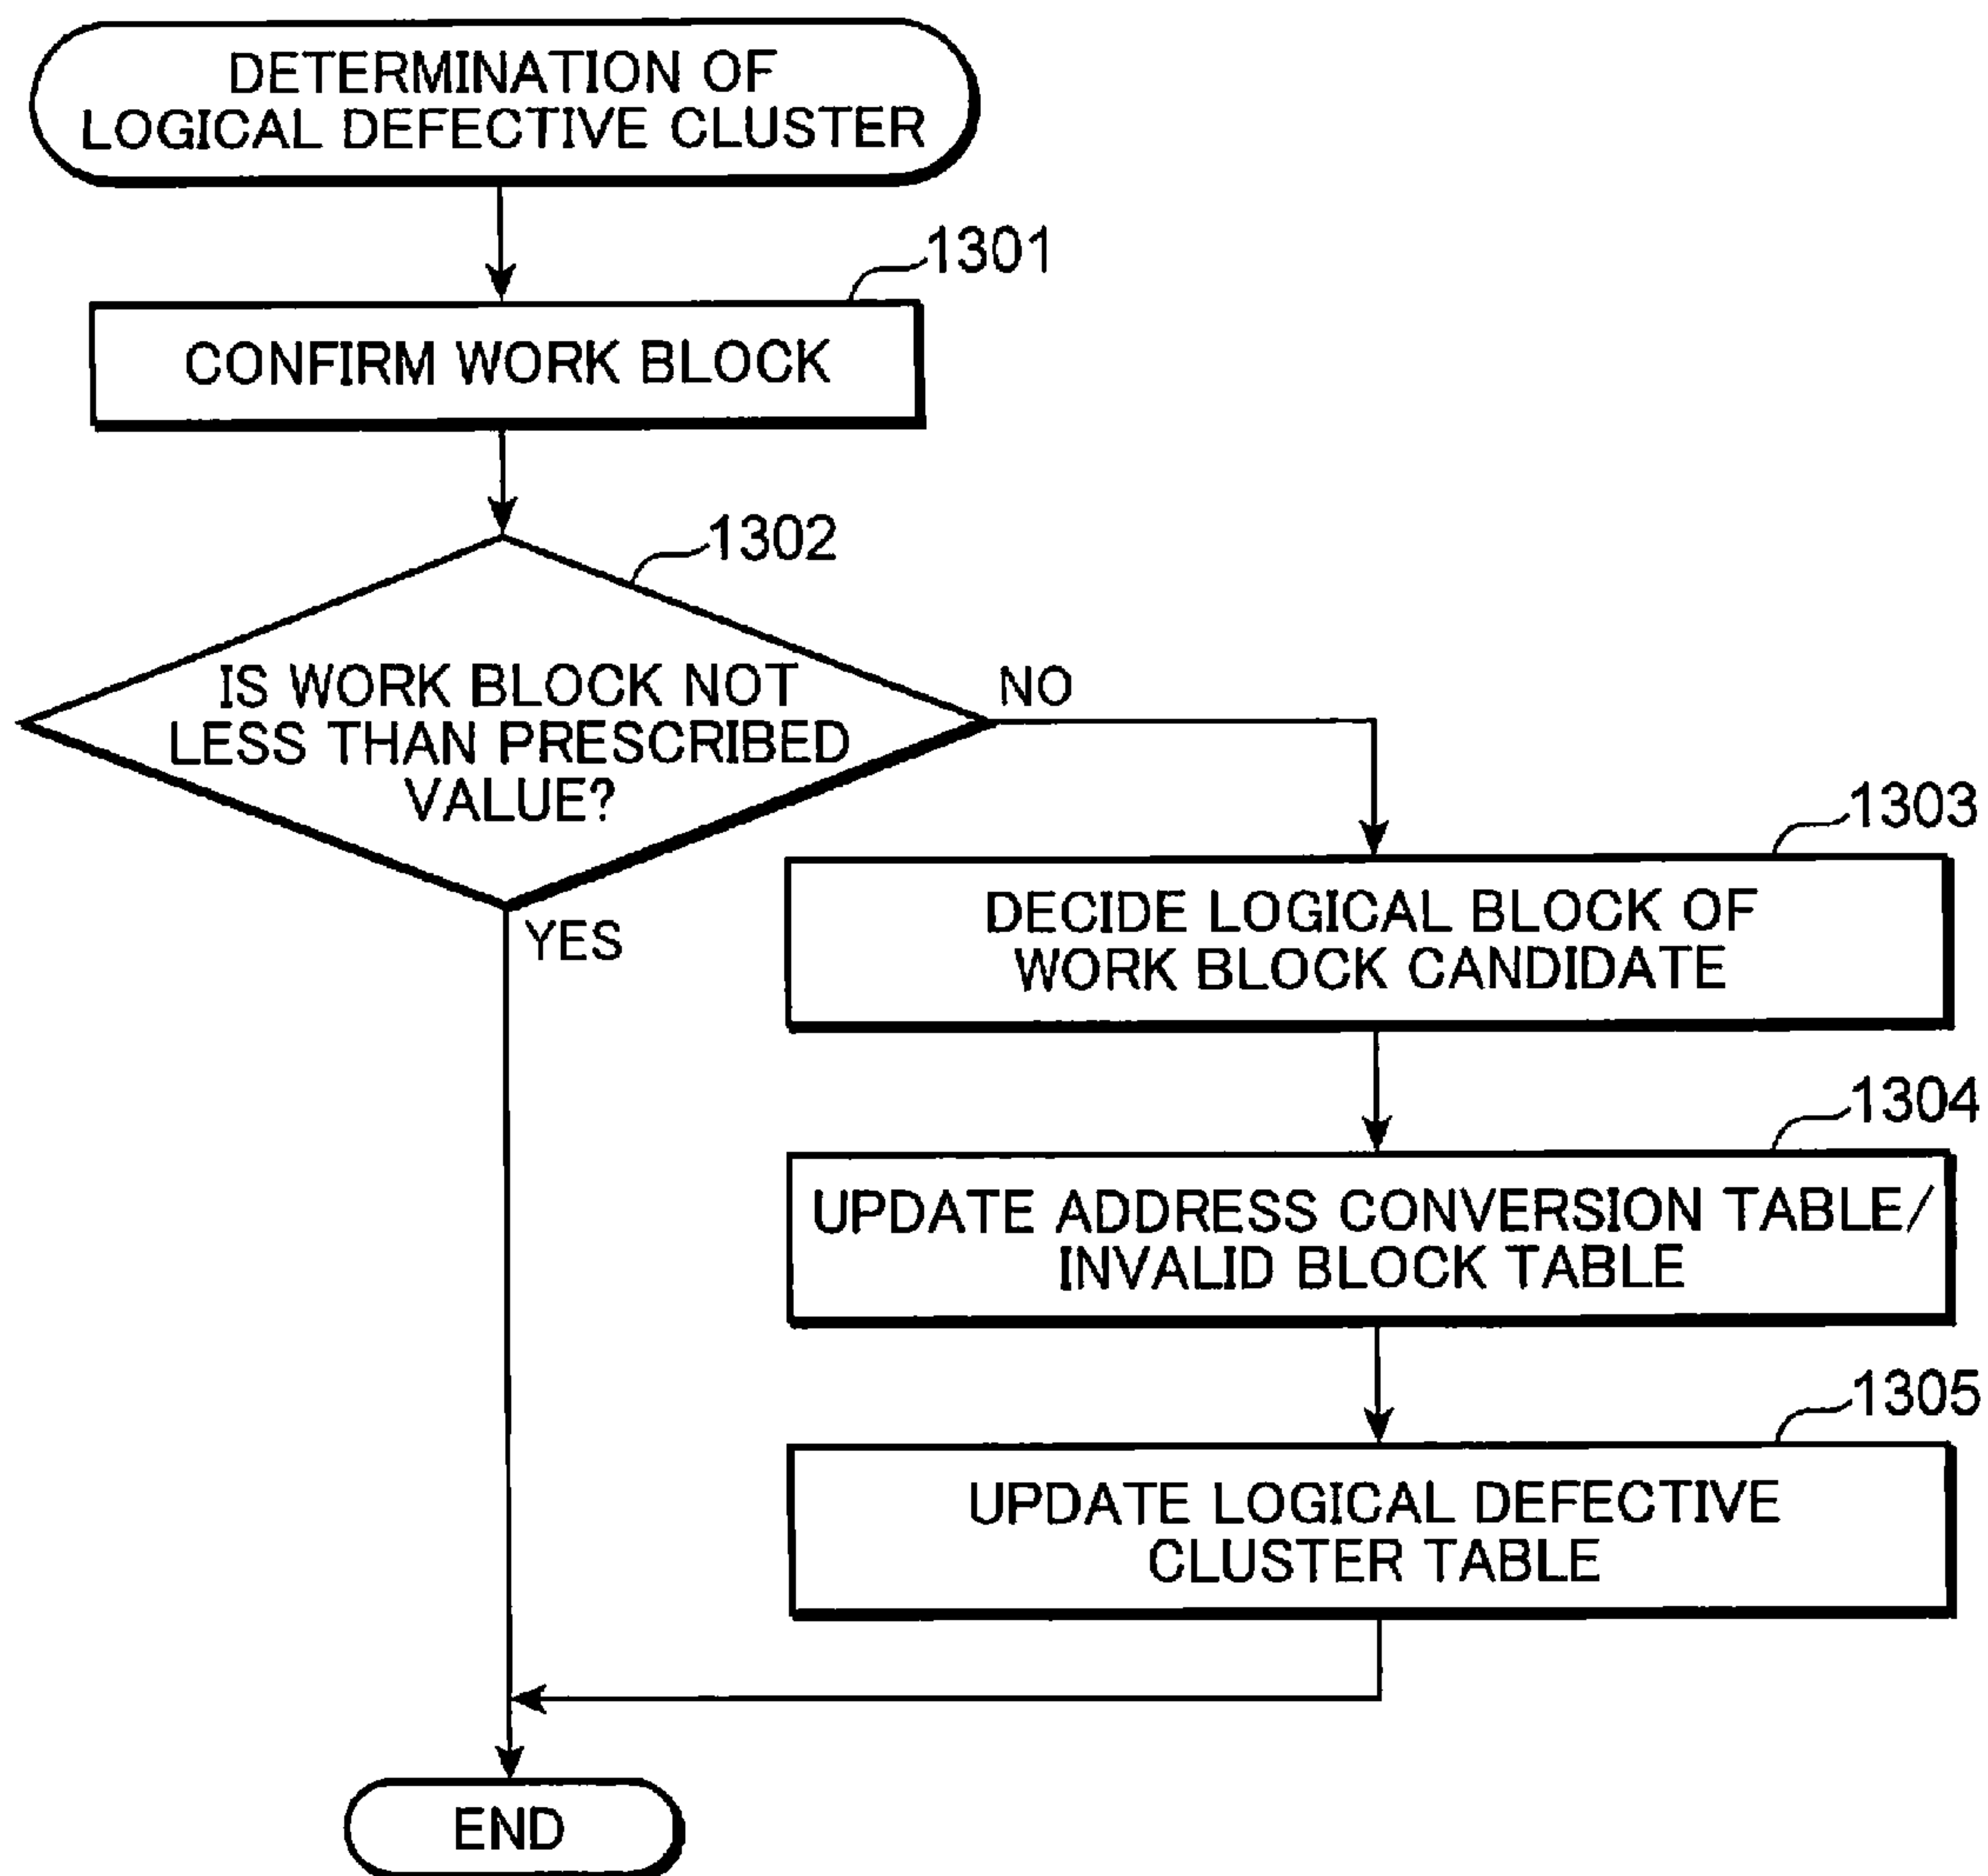 DETERMINATION OF
LOGICAL DEFECTIVE CLUSTER
1301
CONFIRM WORK BLOCK
1302
IS WORK BLOCK NOT
LESS THAN PRESCRIBED
VALUE?
NO
YES
1303
DECIDE LOGICAL BLOCK OF
WORK BLOCK CANDIDATE
1304
UPDATE ADDRESS CONVERSION TABLE/
INVALID BLOCK TABLE
1305
UPDATE LOGICAL DEFECTIVE
CLUSTER TABLE
END